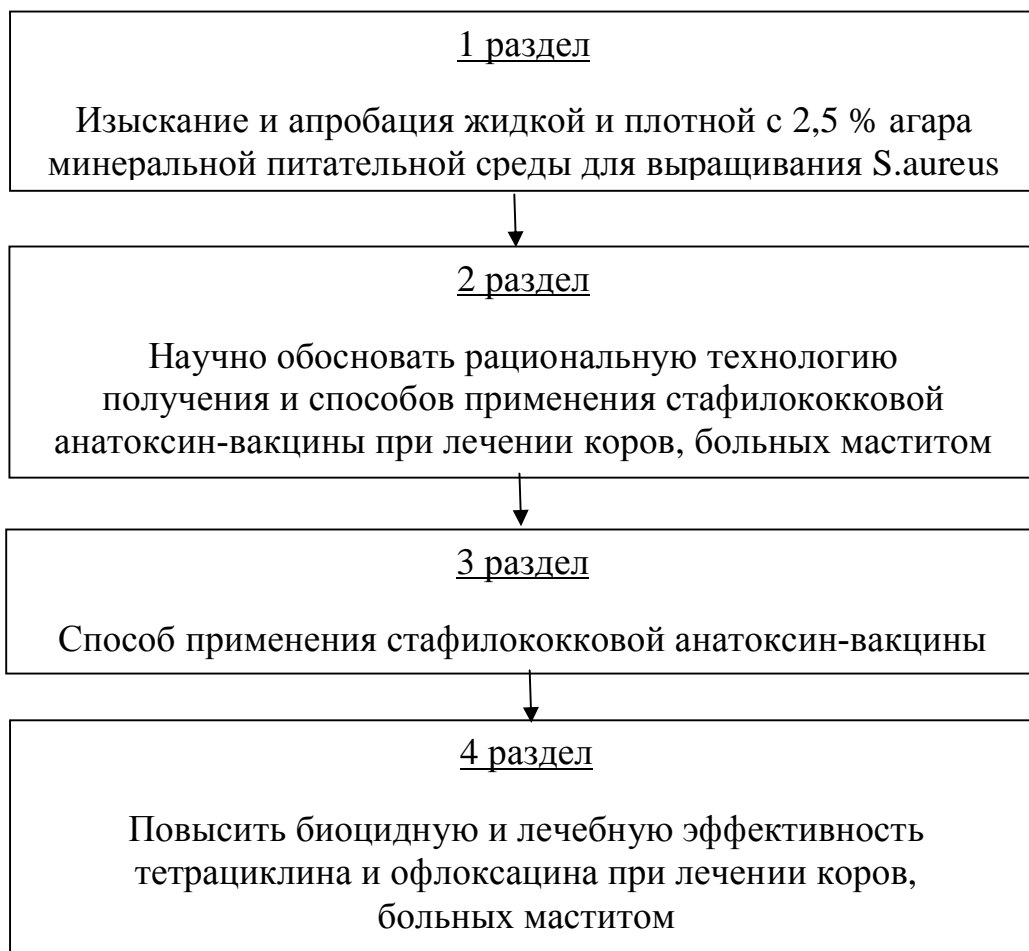 1 раздел
Изыскание и апробация жидкой и плотной с 2,5 % агара
минеральной питательной среды для выращивания S.aureus
2 раздел
Научно обосновать рациональную технологию
получения и способов применения стафилококковой
анатоксин-вакцины при лечении коров, больных маститом
3 раздел
Способ применения стафилококковой анатоксин-вакцины
4 раздел
Повысить биоцидную и лечебную эффективность
тетрациклина и офлоксацина при лечении коров,
больных маститом